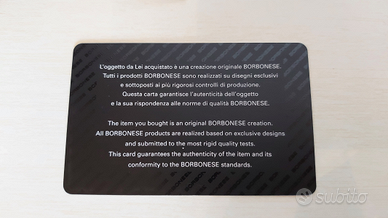 L'oggetto da Lei acquistato è una creazione originale BORBONESE.
Tutti i prodotti BORBONESE sono realizzati su disegni esclusivi
e sottoposti ai più rigorosi controlli di produzione.
Questa carta garantisce l'autenticità dell'oggetto
e la sua rispondenza alle norme di qualità BORBONESE.
The item you bought is an original BORBONESE creation.
All BORBONESE products are realized based on exclusive designs
and submitted to the most rigid quality tests.
This card guarantees the authenticity of the item and its
conformity to the BORBONESE standards.
subito